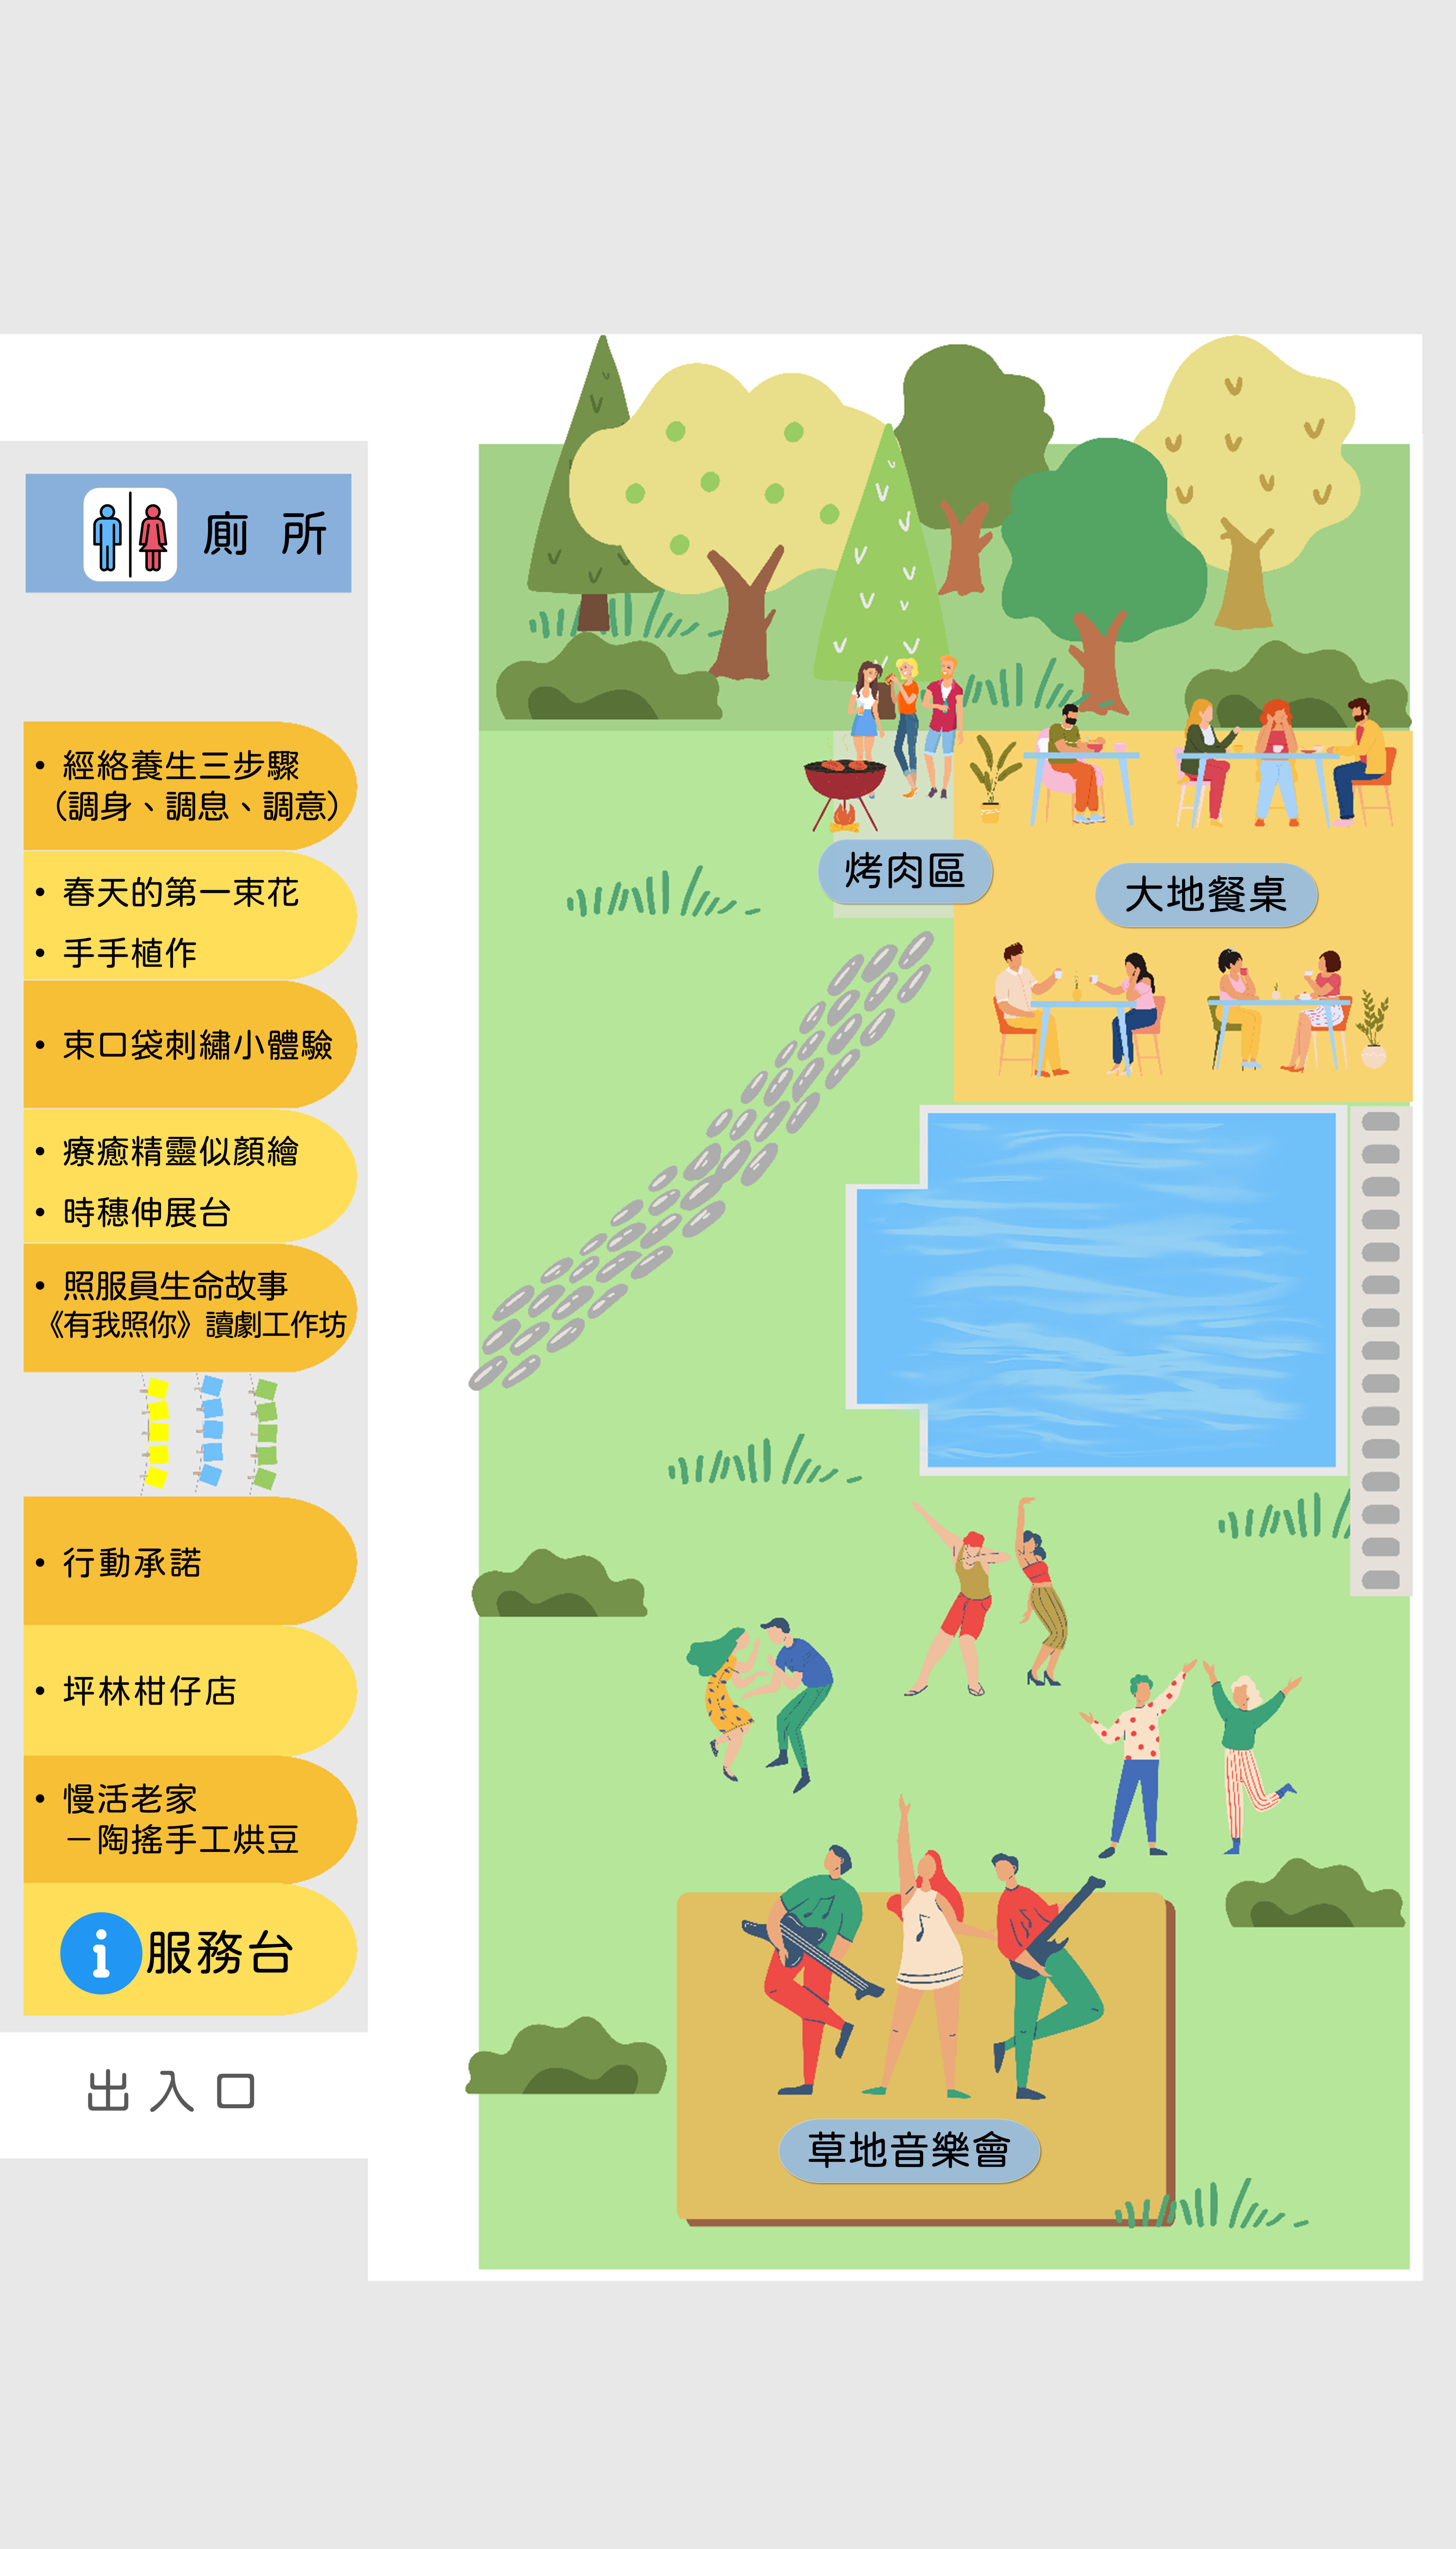 廁 所
• 經絡養生三步驟
（調身、調息、調意）
• 春天的第一束花
• 手手植作
• 束口袋刺繡小體驗
• 療癒精靈似顏繪
• 時穗伸展台
• 照服員生命故事
《有我照你》讀劇工作坊
• 行動承諾
• 坪林柑仔店
• 慢活老家
－陶搖手工烘豆
i 服務台
出入口
烤肉區
大地餐桌
草地音樂會